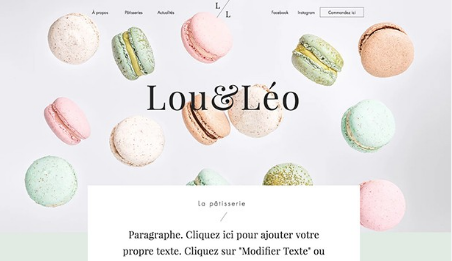 À propos
Pâtisseries
Actualités
L/L
Facebook
Instagram
Commandez ici
Lou&Léo
la pâtisserie
Paragraphe. Cliquez ici pour ajouter votre
propre texte. Cliquez sur "Modifier Texte" ou